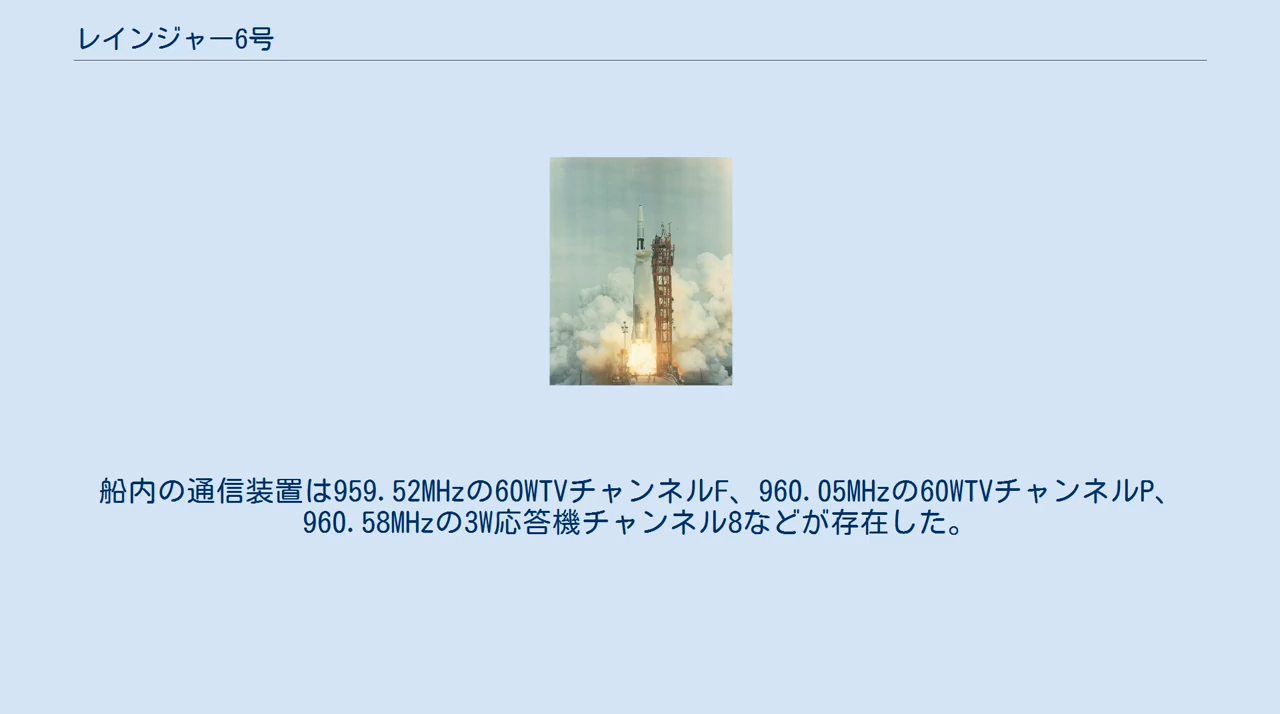 レインジャー6号
船内の通信装置は959.52MHzの60WTVチャンネルF、960.05MHzの60WTVチャンネルP、
960.58MHzの3W応答機チャンネル8などが存在した。